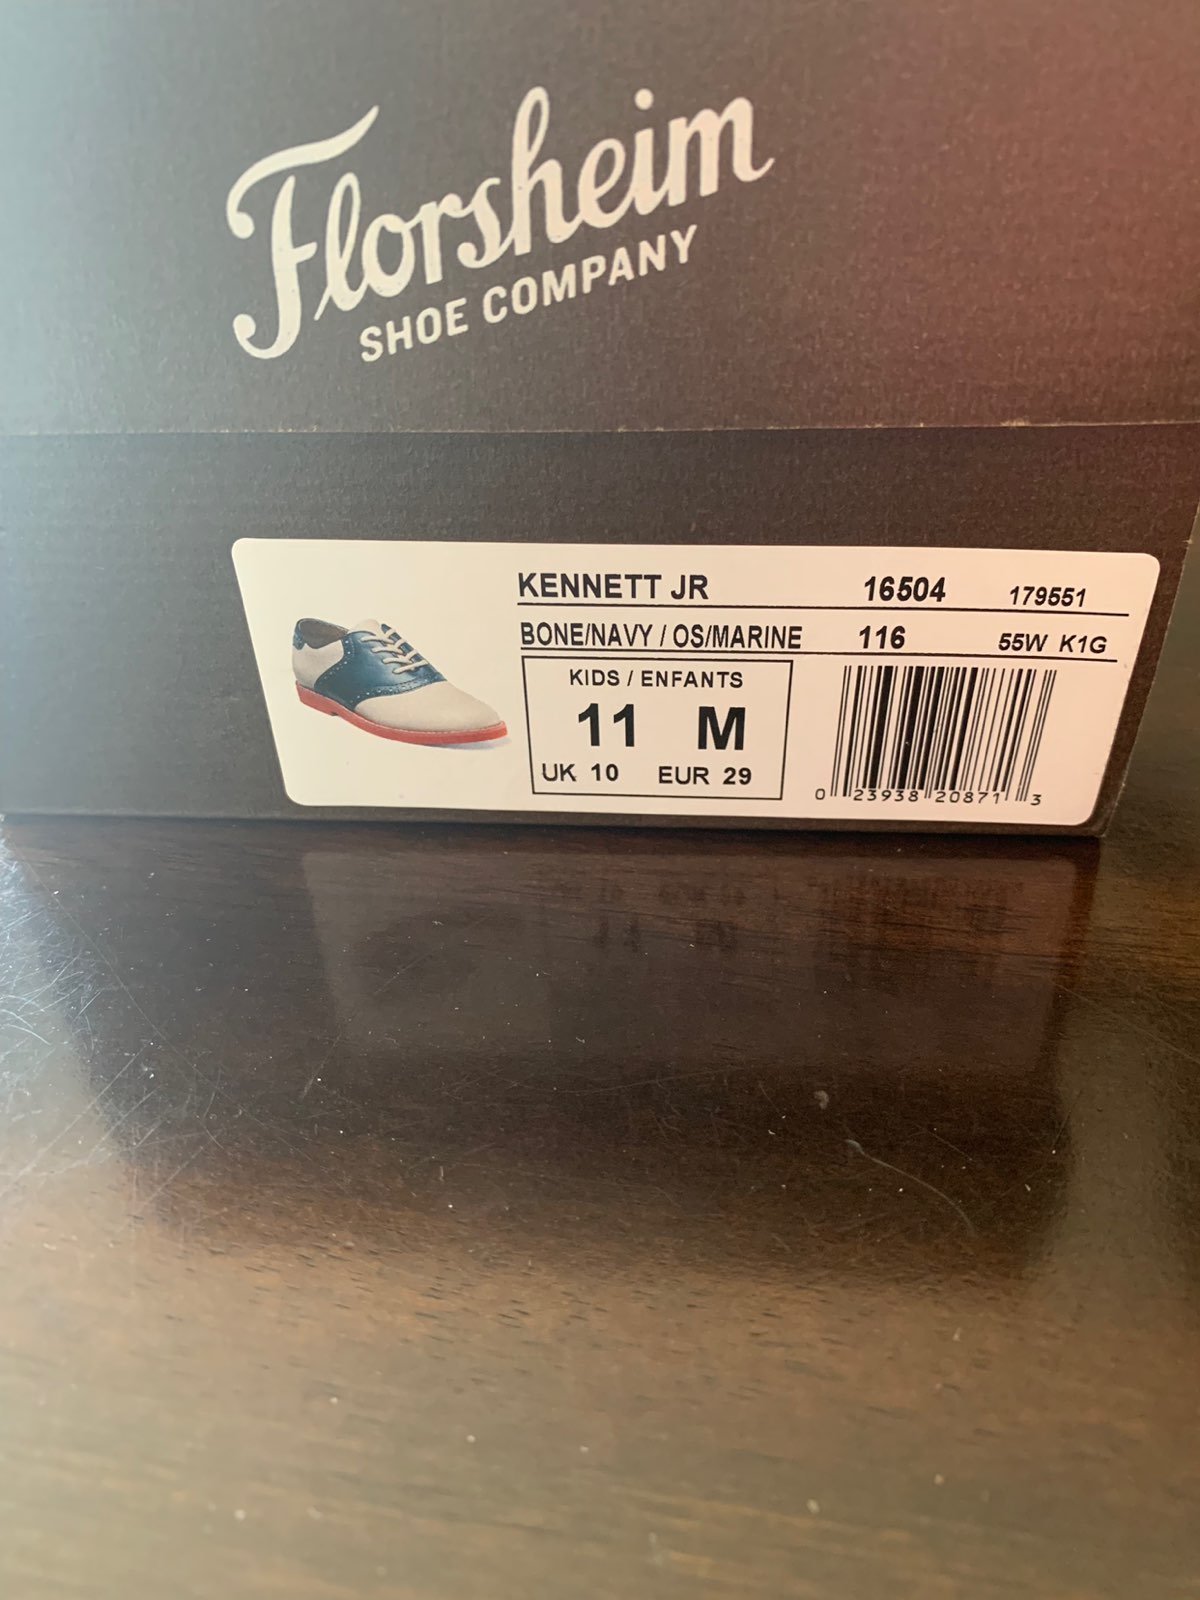 Florsheim
SHOE COMPANY
KENNETT JR 16504 179551
BONE/NAVY / OS/MARINE 116 55W K1G
KIDS / ENFANTS
11 M
UK 10 EUR 29
0 23938 20871 3